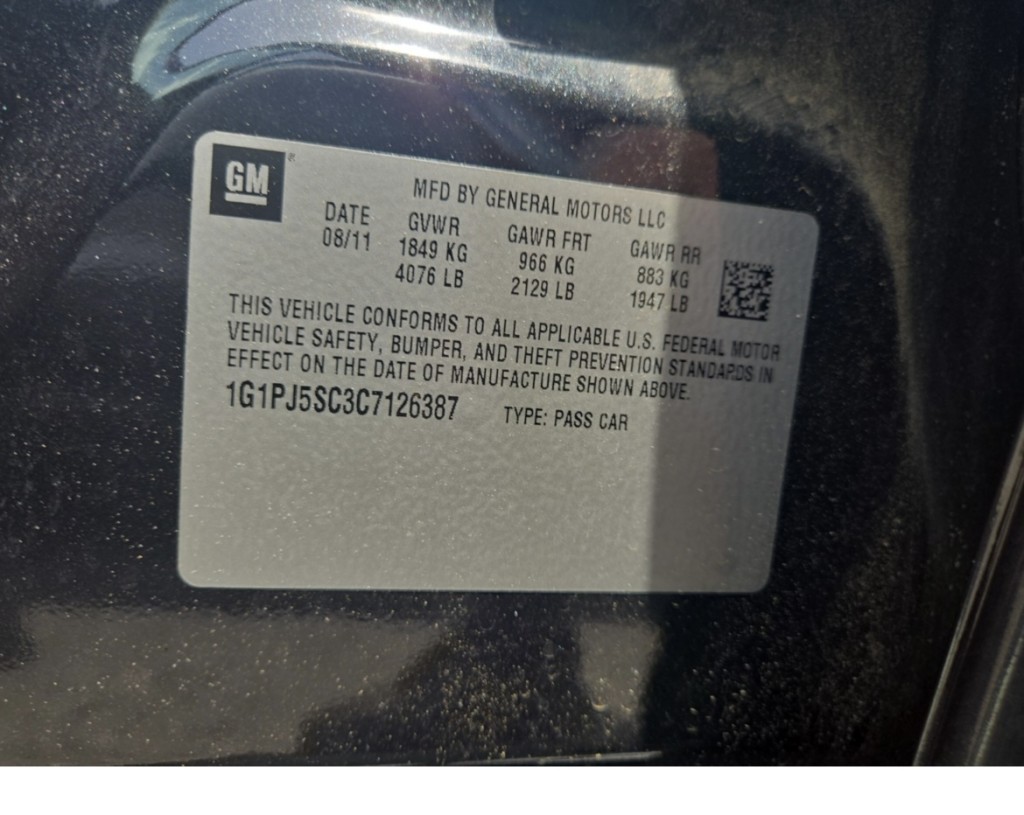 GM
MFD BY GENERAL MOTORS LLC
DATE GVWR GAWR FRT GAWR RR
08/11 1849 KG 966 KG 883 KG
4076 LB 2129 LB 1947 LB
THIS VEHICLE CONFORMS TO ALL APPLICABLE U.S. FEDERAL MOTOR
VEHICLE SAFETY, BUMPER, AND THEFT PREVENTION STANDARDS IN
EFFECT ON THE DATE OF MANUFACTURE SHOWN ABOVE.
1G1PJ5SC3C7126387 TYPE: PASS CAR